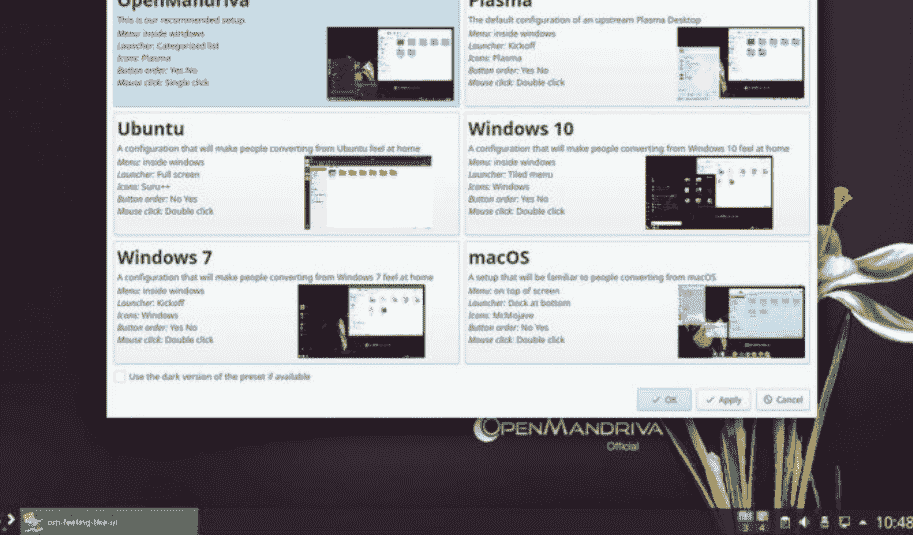 OpenMandriva
This is our recommended setup
Menu: inside windows
Launcher: Categorized list
Icons: Plasma
Button order: Yes No
Mouse click: Single click
Plasma
The default configuration of an upstream Plasma Desktop
Menu: inside windows
Launcher: Kickoff
Icons: Plasma
Button order: Yes No
Mouse click: Double click
Ubuntu
A configuration that will make people converting from Ubuntu feel at home
Menu: inside windows
Launcher: Full screen
Icons: Suru++
Button order: No Yes
Mouse click: Double click
Windows 10
A configuration that will make people converting from Windows 10 feel at home
Menu: inside windows
Launcher: Tiled menu
Icons: Windows
Button order: Yes No
Mouse click: Double click
Windows 7
A configuration that will make people converting from Windows 7 feel at home
Menu: inside windows
Launcher: Kickoff
Icons: Windows
Button order: Yes No
Mouse click: Double click
macOS
A setup that will be familiar to people converting from macOS
Menu: on top of screen
Launcher: Dock at bottom
Icons: McMojave
Button order: No Yes
Mouse click: Double click
Use the dark version of the preset if available
OK
Apply
Cancel
OPENMANDRIVA
Official
om-feeling-like-ui
3 4
10:48